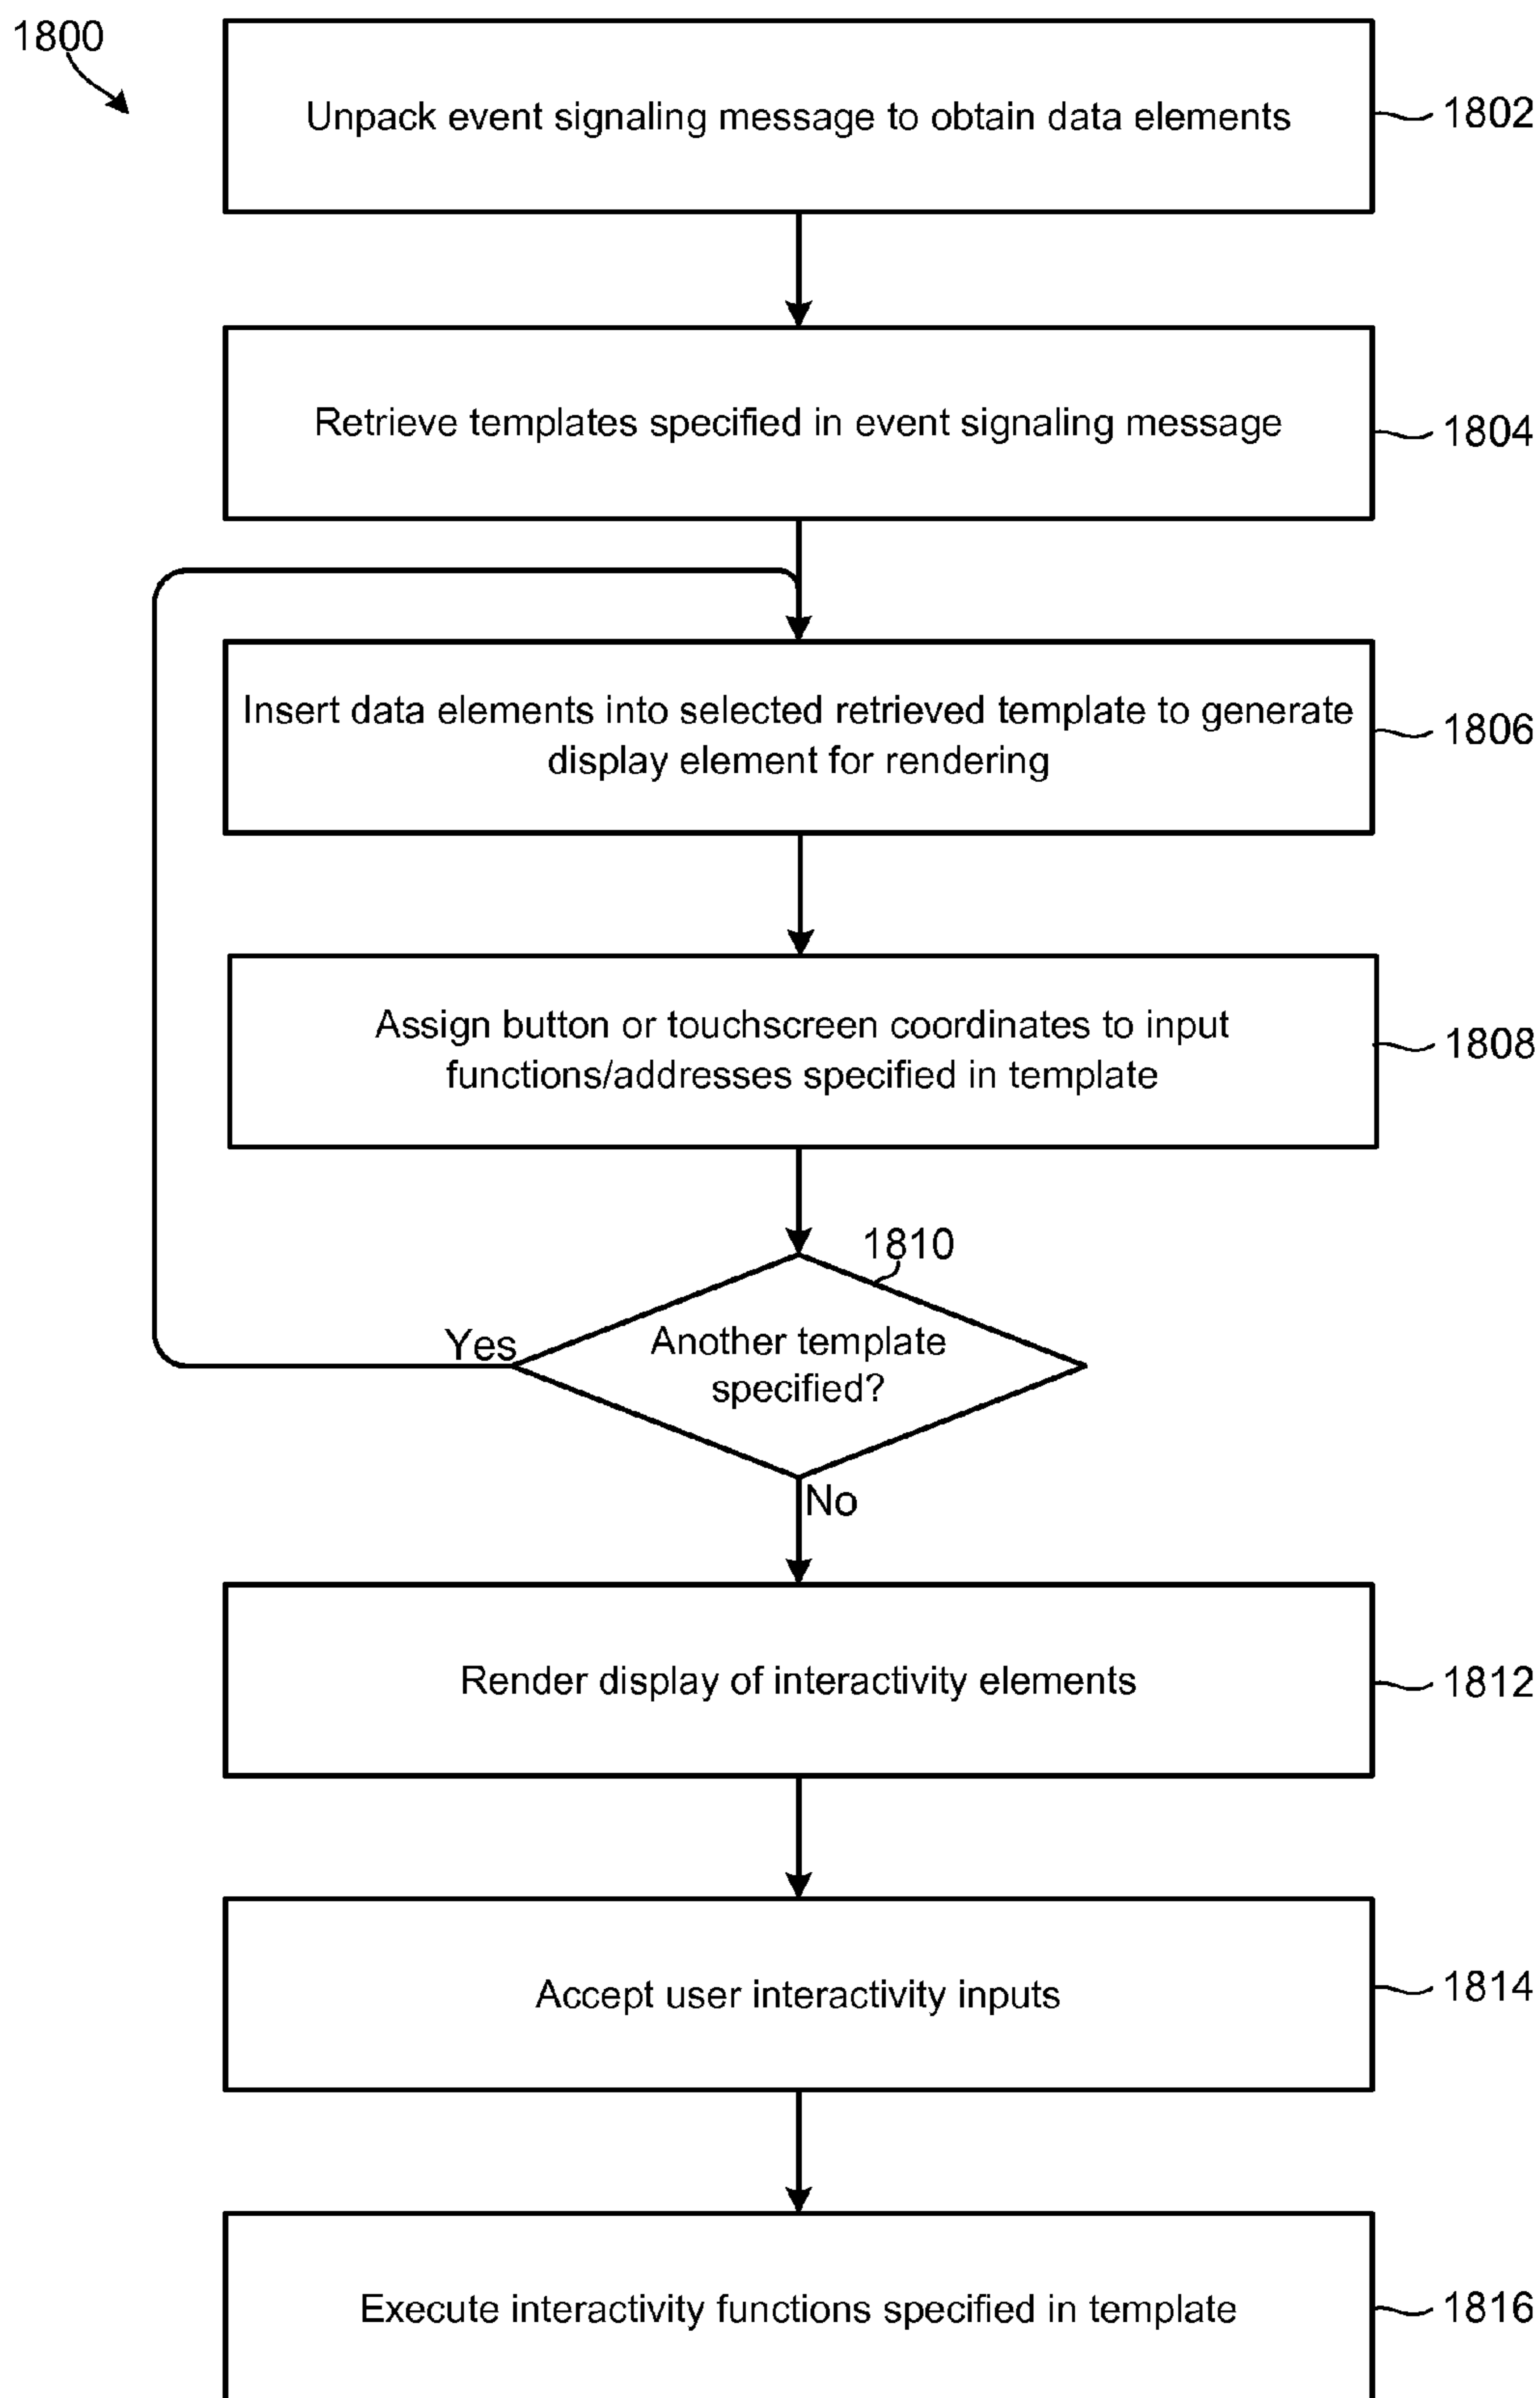 1800
Unpack event signaling message to obtain data elements
1802
Retrieve templates specified in event signaling message
1804
Insert data elements into selected retrieved template to generate
display element for rendering
1806
Assign button or touchscreen coordinates to input
functions/addresses specified in template
1808
1810
Another template
specified?
Yes
No
Render display of interactivity elements
1812
Accept user interactivity inputs
1814
Execute interactivity functions specified in template
1816